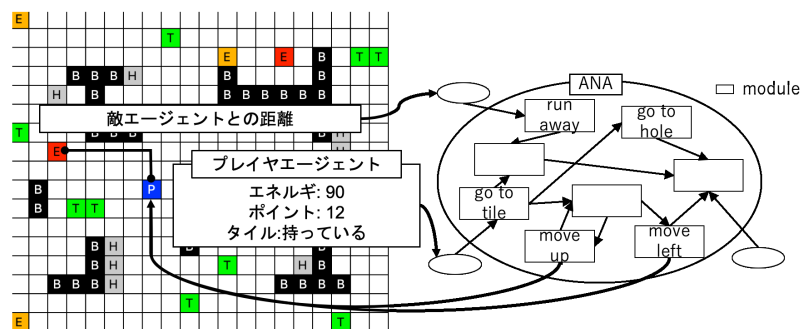 E
T
E E B T T
B B B H B B
H B B B B B B B B
敵エージェントとの距離
T B B B B H
H
E
プレイヤエージェント
エネルギ: 90
ポイント: 12
タイル:持っている
B P
B T T
B H B B
B H T H B
B B B H B B B B
T
E T
ANA
module
run
away
go to
hole
go to
tile
move
up
move
left